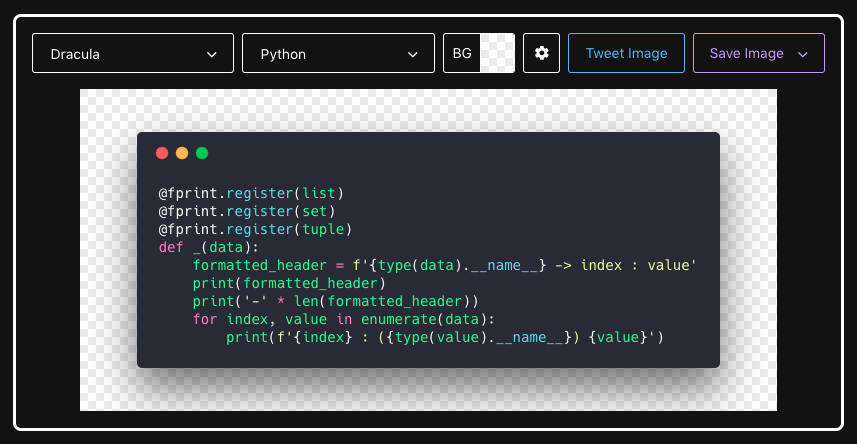 Dracula Python BG Tweet Image Save Image
@fprint.register(list)
@fprint.register(set)
@fprint.register(tuple)
def _(data):
    formatted_header = f'{type(data).__name__} -> index : value'
    print(formatted_header)
    print('-' * len(formatted_header))
    for index, value in enumerate(data):
        print(f'{index} : ({type(value).__name__}) {value}')